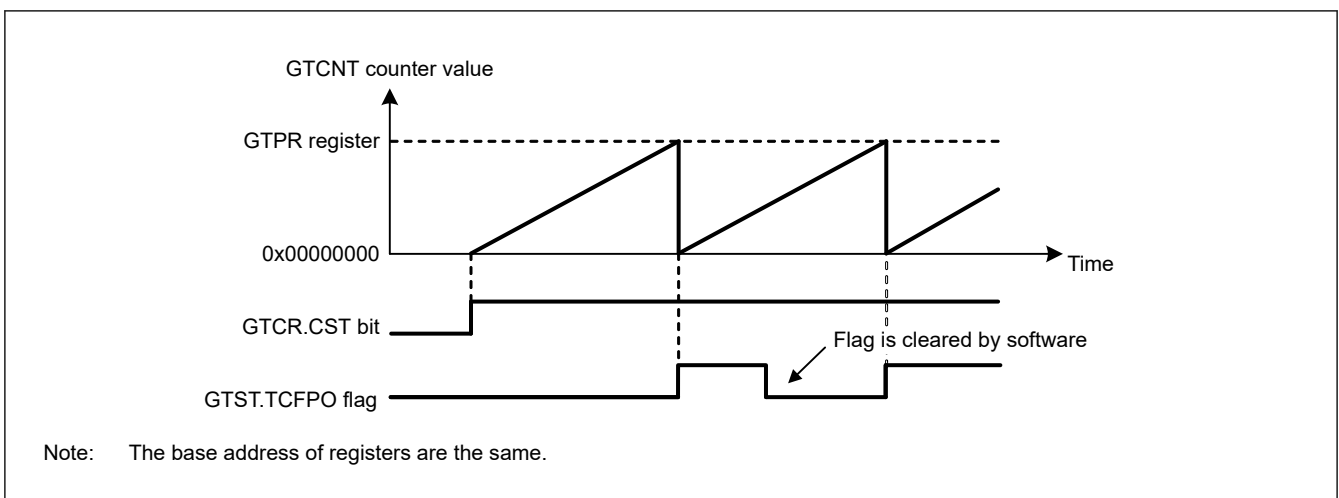 GTCNT counter value
GTPR register
0x00000000
Time
GTCR.CST bit
Flag is cleared by software
GTST.TCFPO flag
Note: The base address of registers are the same.